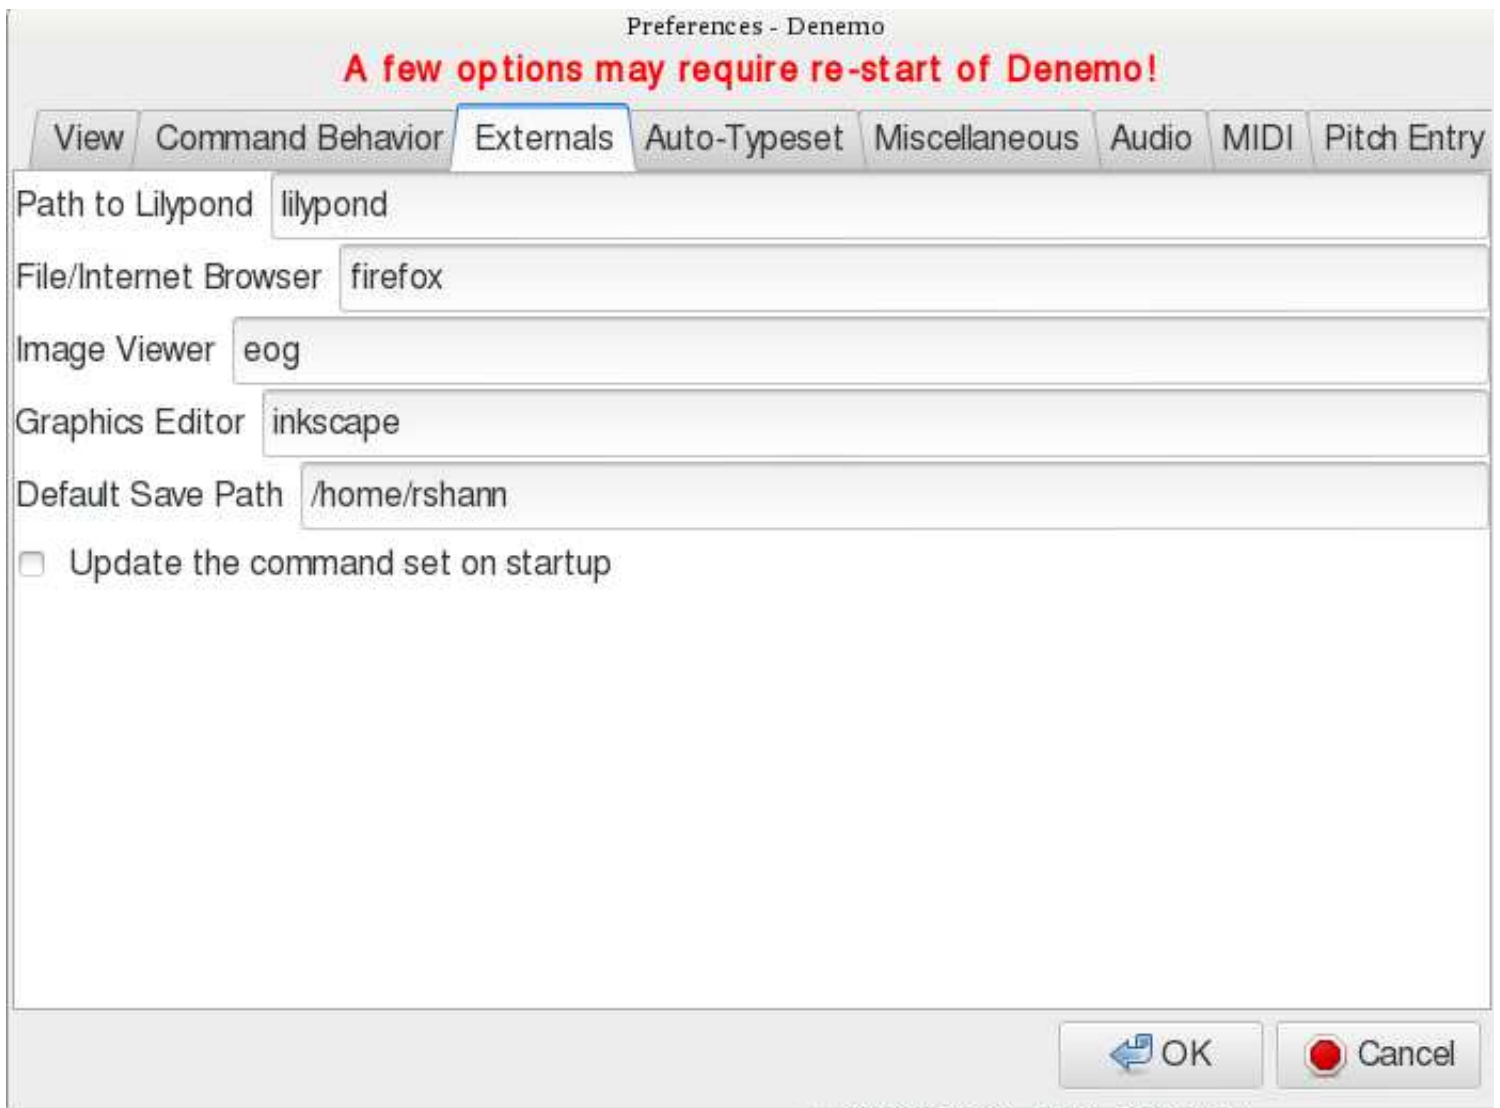 Preferences - Denemo
A few options may require re-start of Denemo!
View Command Behavior Externals Auto-Typeset Miscellaneous Audio MIDI Pitch Entry
Path to Lilypond lilypond
File/Internet Browser firefox
Image Viewer eog
Graphics Editor inkscape
Default Save Path /home/rshann
Update the command set on startup
OK Cancel